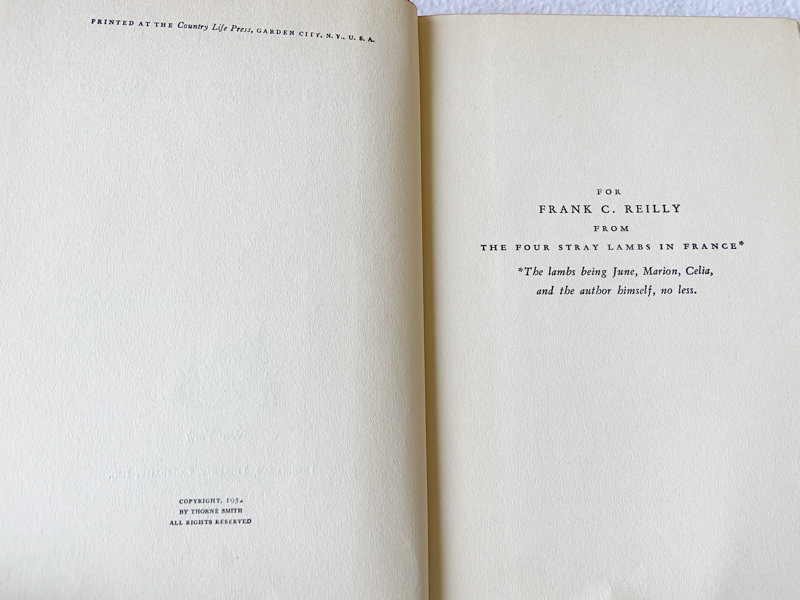 PRINTED AT THE Country Life Press, GARDEN CITY, N. Y., U. S. A.
COPYRIGHT,
BY THORNE SMITH
ALL RIGHTS RESERVED
FOR
FRANK C. REILLY
FROM
THE FOUR STRAY LAMBS IN FRANCE*
*The lambs being June, Marion, Celia,
and the author himself, no less.